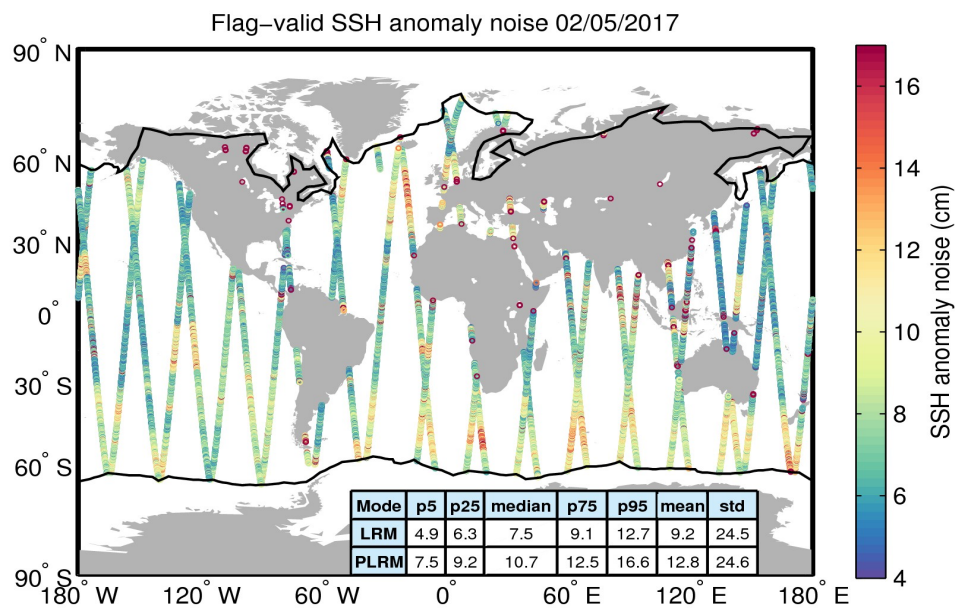 Flag−valid SSH anomaly noise 02/05/2017
90° N
60° N
30° N
0°
30° S
60° S
90° S
180° W
120° W
60° W
0°
60° E
120° E
180° E
16
14
12
10
8
6
4
SSH anomaly noise (cm)
Mode p5 p25 median p75 p95 mean std
LRM 4.9 6.3 7.5 9.1 12.7 9.2 24.5
PLRM 7.5 9.2 10.7 12.5 16.6 12.8 24.6